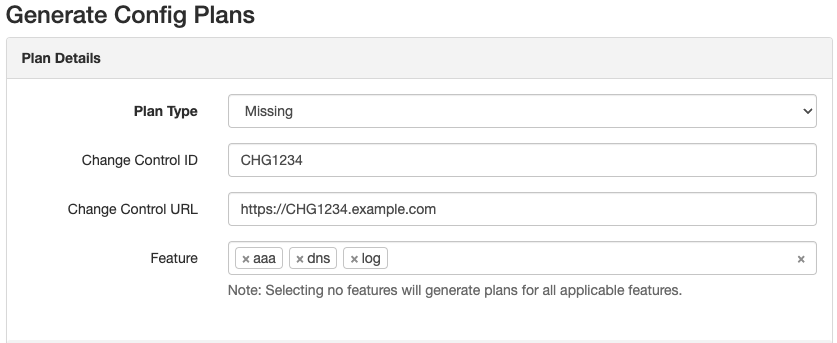 Generate Config Plans
Plan Details
Plan Type Missing
Change Control ID CHG1234
Change Control URL https://CHG1234.example.com
Feature × aaa × dns × log ×
Note: Selecting no features will generate plans for all applicable features.